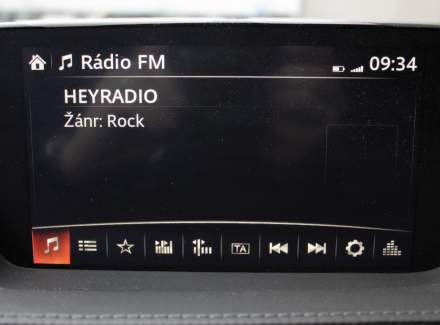 Rádio FM
09:34
HEYRADIO
Žánr: Rock
TA